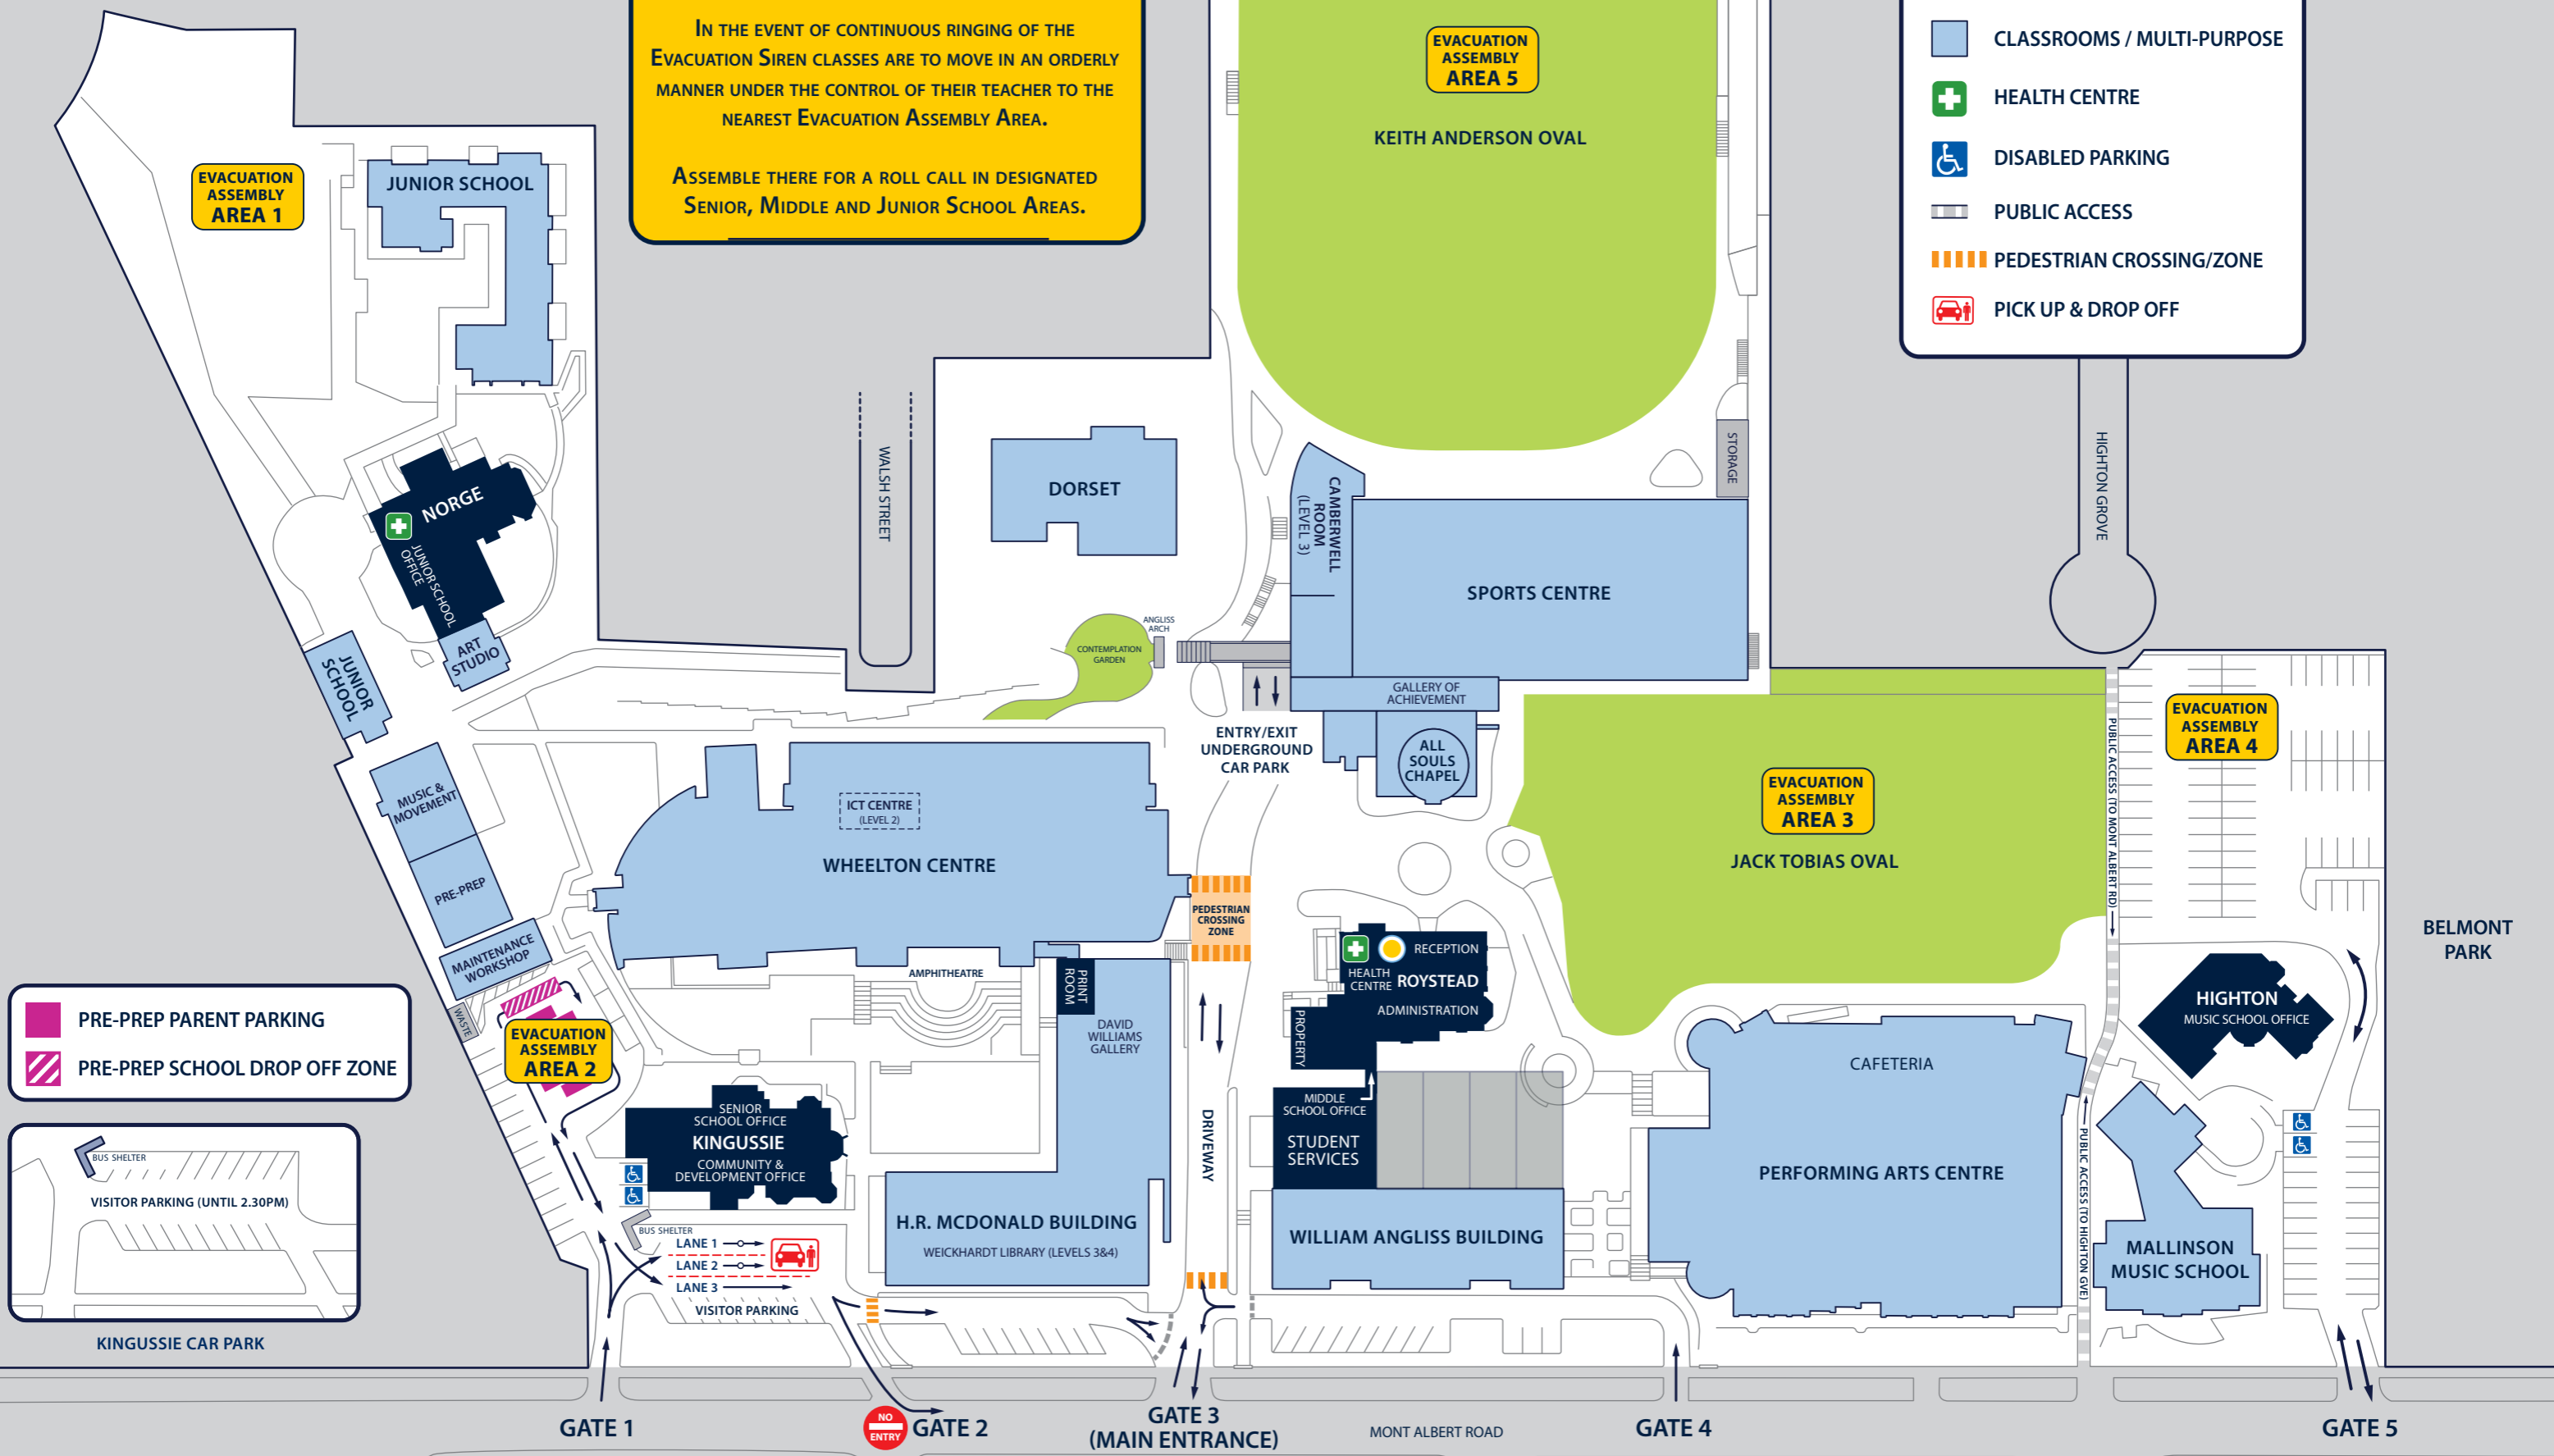 IN THE EVENT OF CONTINUOUS RINGING OF THE
EVACUATION SIREN CLASSES ARE TO MOVE IN AN ORDERLY
MANNER UNDER THE CONTROL OF THEIR TEACHER TO THE
NEAREST EVACUATION ASSEMBLY AREA.
ASSEMBLE THERE FOR A ROLL CALL IN DESIGNATED
SENIOR, MIDDLE AND JUNIOR SCHOOL AREAS.
EVACUATION
ASSEMBLY
AREA 5
KEITH ANDERSON OVAL
CLASSROOMS / MULTI-PURPOSE
HEALTH CENTRE
DISABLED PARKING
PUBLIC ACCESS
PEDESTRIAN CROSSING/ZONE
PICK UP & DROP OFF
EVACUATION
ASSEMBLY
AREA 1
JUNIOR SCHOOL
NORGE
JUNIOR SCHOOL
OFFICE
ART
STUDIO
JUNIOR
SCHOOL
WALSH STREET
DORSET
CAMBERWELL
ROOM
(LEVEL 3)
STORAGE
SPORTS CENTRE
HIGHTON GROVE
ANGLISS
ARCH
CONTEMPLATION
GARDEN
GALLERY OF
ACHIEVEMENT
ENTRY/EXIT
UNDERGROUND
CAR PARK
ALL
SOULS
CHAPEL
EVACUATION
ASSEMBLY
AREA 3
JACK TOBIAS OVAL
PUBLIC ACCESS (TO MONT ALBERT RD)
EVACUATION
ASSEMBLY
AREA 4
BELMONT
PARK
MUSIC &
MOVEMENT
PRE-PREP
MAINTENANCE
WORKSHOP
WASTE
ICT CENTRE
(LEVEL 2)
WHEELTON CENTRE
PEDESTRIAN
CROSSING
ZONE
AMPHITHEATRE
PRINT
ROOM
DAVID
WILLIAMS
GALLERY
RECEPTION
HEALTH
CENTRE
ROYSTEAD
ADMINISTRATION
PROPERTY
MIDDLE
SCHOOL OFFICE
STUDENT
SERVICES
DRIVEWAY
CAFETERIA
PERFORMING ARTS CENTRE
HIGHTON
MUSIC SCHOOL OFFICE
PUBLIC ACCESS (TO HIGHTON GVE)
MALLINSON
MUSIC SCHOOL
PRE-PREP PARENT PARKING
PRE-PREP SCHOOL DROP OFF ZONE
EVACUATION
ASSEMBLY
AREA 2
SENIOR
SCHOOL OFFICE
KINGUSSIE
COMMUNITY &
DEVELOPMENT OFFICE
BUS SHELTER
VISITOR PARKING (UNTIL 2.30PM)
KINGUSSIE CAR PARK
BUS SHELTER
LANE 1
LANE 2
LANE 3
VISITOR PARKING
H.R. MCDONALD BUILDING
WEICKHARDT LIBRARY (LEVELS 3&4)
WILLIAM ANGLISS BUILDING
GATE 1
NO
ENTRY
GATE 2
GATE 3
(MAIN ENTRANCE)
MONT ALBERT ROAD
GATE 4
GATE 5